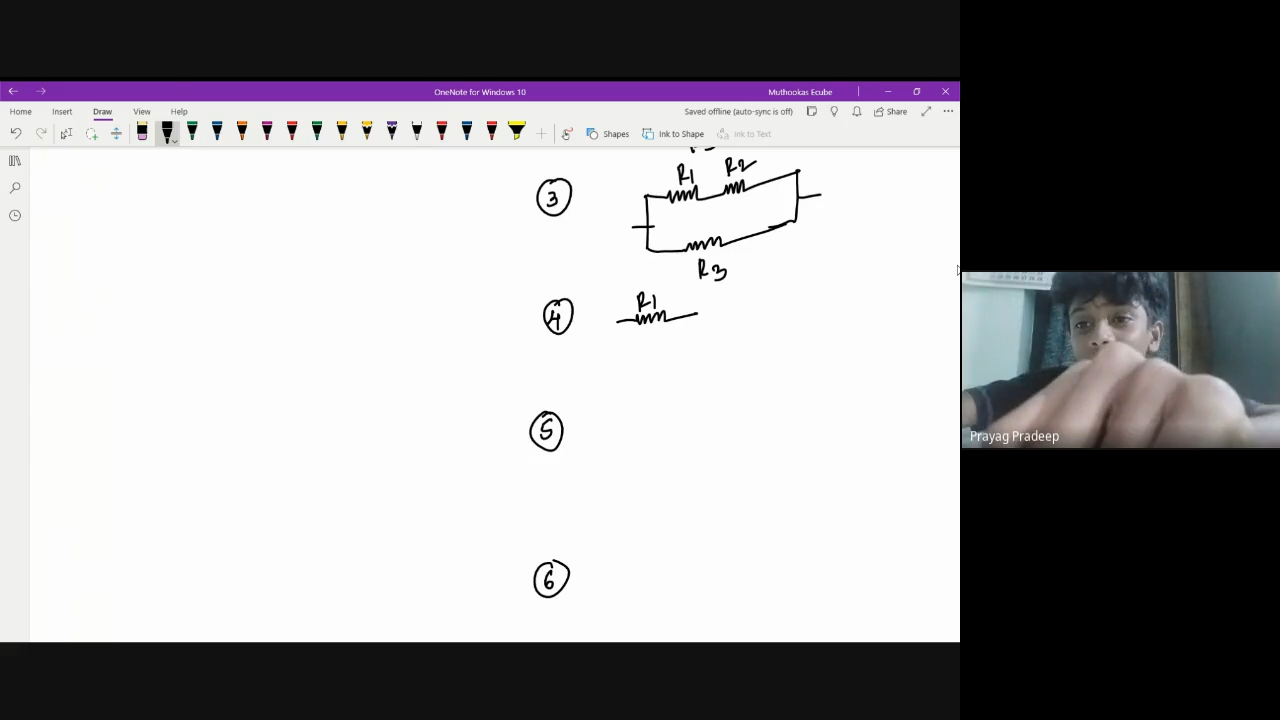 OneNote for Windows 10
Muthookas Ecube
Home Insert Draw View Help
Saved offline (auto-sync is off)
Share
Shapes
Ink to Shape
Ink to Text
3
R1 R2
R3
4
R1
5
6
Prayag Pradeep